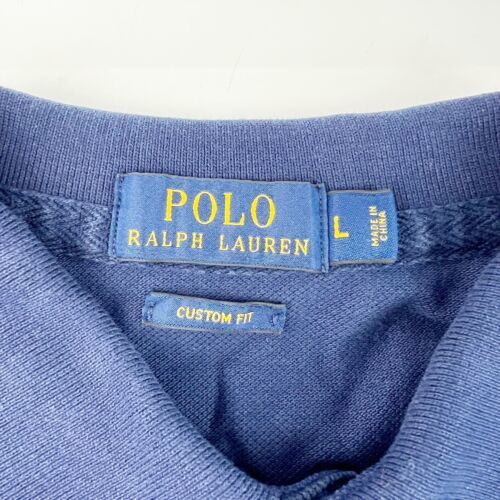 POLO
RALPH LAUREN
L
MADE IN
CHINA
CUSTOM FIT